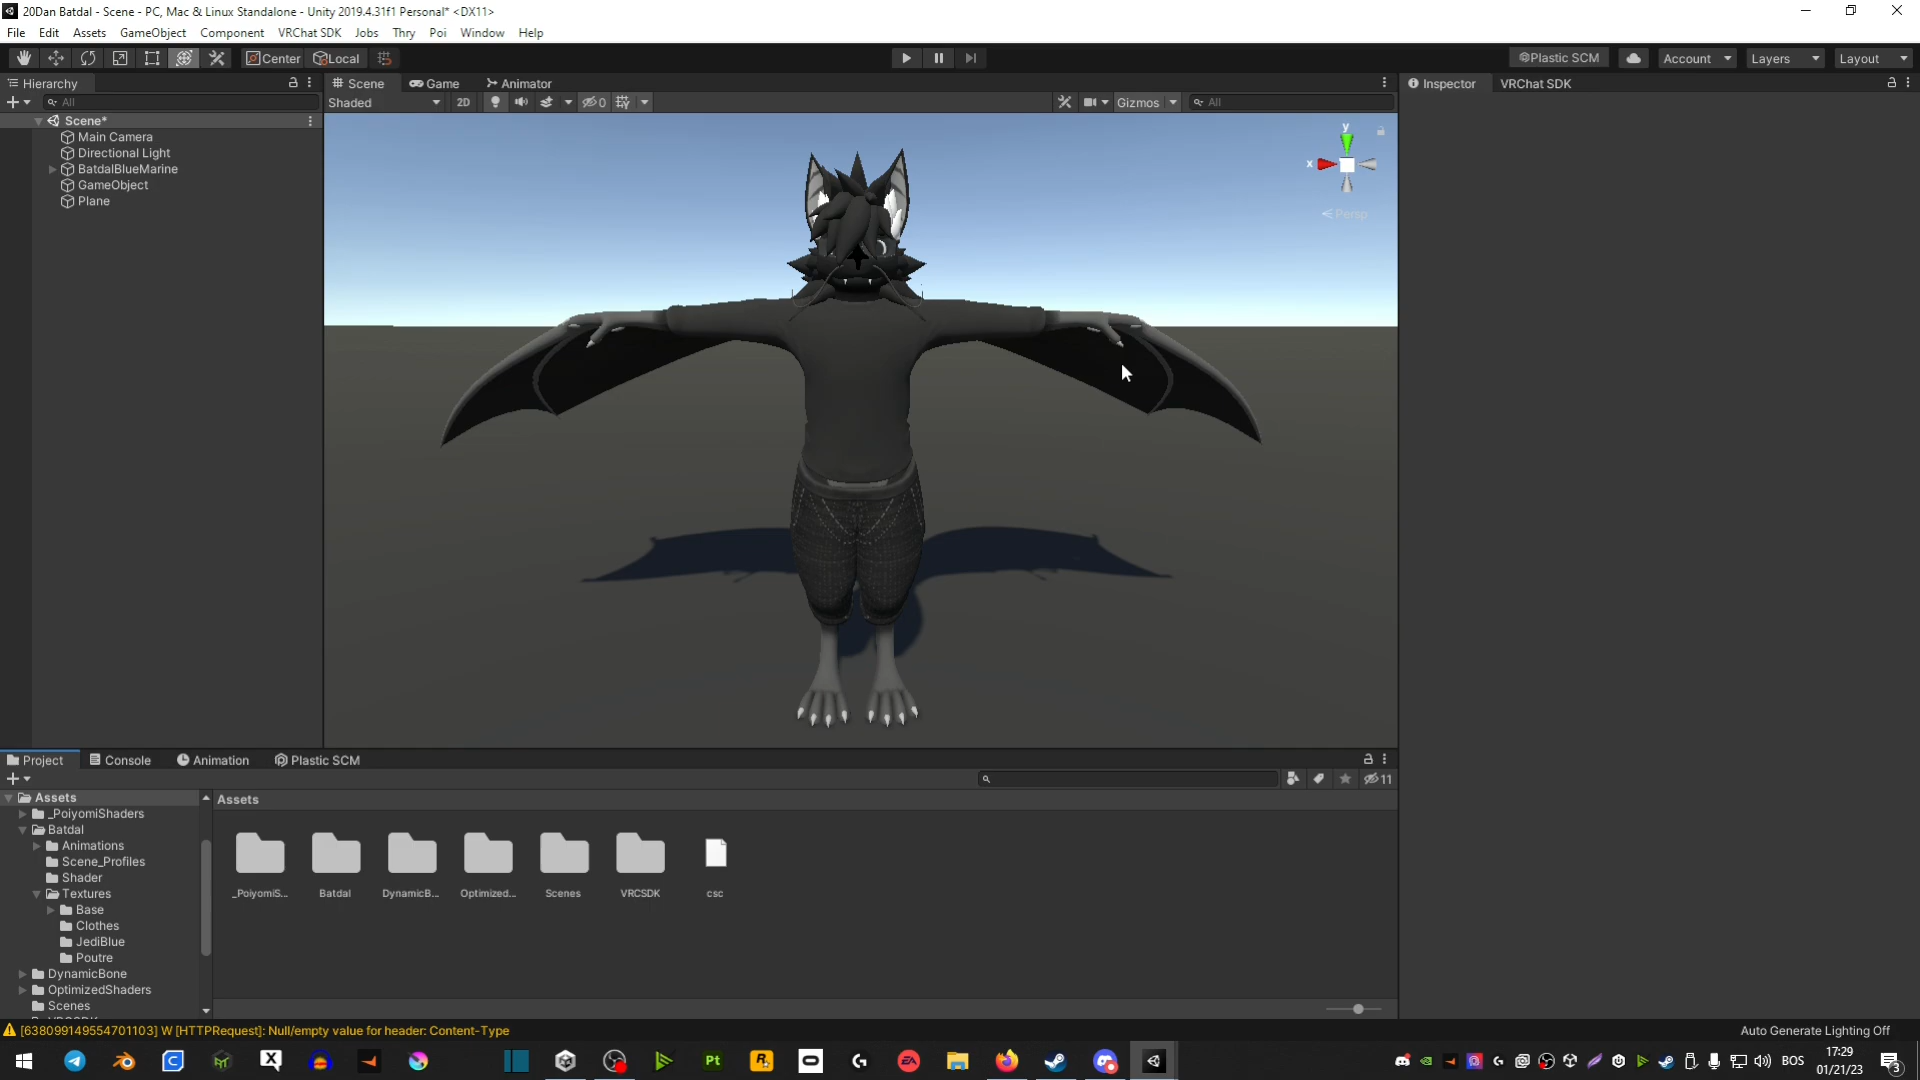 20Dan Batdal - Scene - PC, Mac & Linux Standalone - Unity 2019.4.31f1 Personal* <DX11>
File Edit Assets GameObject Component VRChat SDK Jobs Thry Poi Window Help
Center Local Plastic SCM Account Layers Layout
Hierarchy Scene Game Animator Inspector VRChat SDK
All Shaded 2D 0 Gizmos All
Scene*
Main Camera
Directional Light
BatdalBlueMarine
GameObject
Plane
y
x
Persp
Project Console Animation Plastic SCM
11
Assets
_PoiyomiShaders
Batdal
Animations
Scene_Profiles
Shader
Textures
Base
Clothes
JediBlue
Poutre
DynamicBone
OptimizedShaders
Scenes
Assets
_PoiyomiS... Batdal DynamicB... Optimized... Scenes VRCSDK csc
[638099149554701103] W [HTTPRequest]: Null/empty value for header: Content-Type
Auto Generate Lighting Off
Pt
BOS
17:29
01/21/23
3